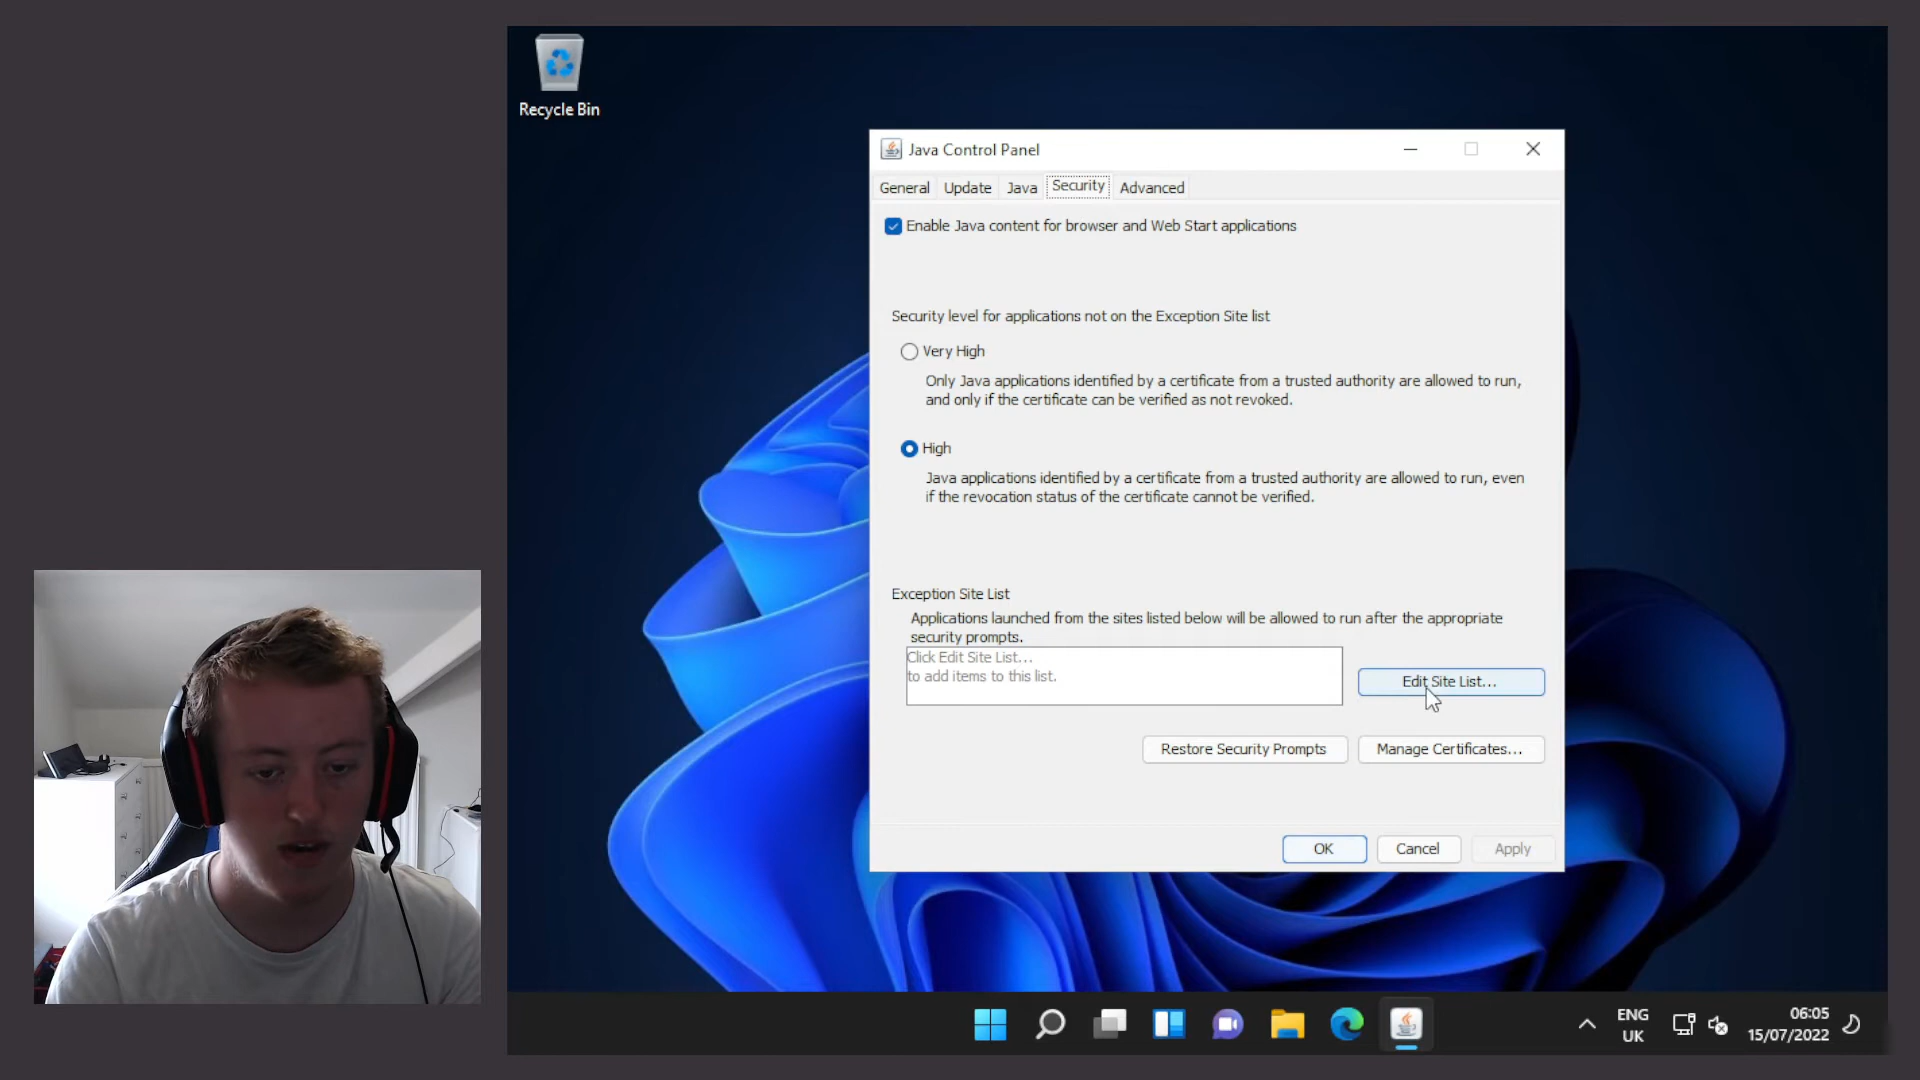 Recycle Bin
Java Control Panel
General
Update
Java
Security
Advanced
Enable Java content for browser and Web Start applications
Security level for applications not on the Exception Site list
Very High
Only Java applications identified by a certificate from a trusted authority are allowed to run,
and only if the certificate can be verified as not revoked.
High
Java applications identified by a certificate from a trusted authority are allowed to run, even
if the revocation status of the certificate cannot be verified.
Exception Site List
Applications launched from the sites listed below will be allowed to run after the appropriate
security prompts.
Click Edit Site List...
to add items to this list.
Edit Site List...
Restore Security Prompts
Manage Certificates...
OK
Cancel
Apply
ENG
UK
06:05
15/07/2022